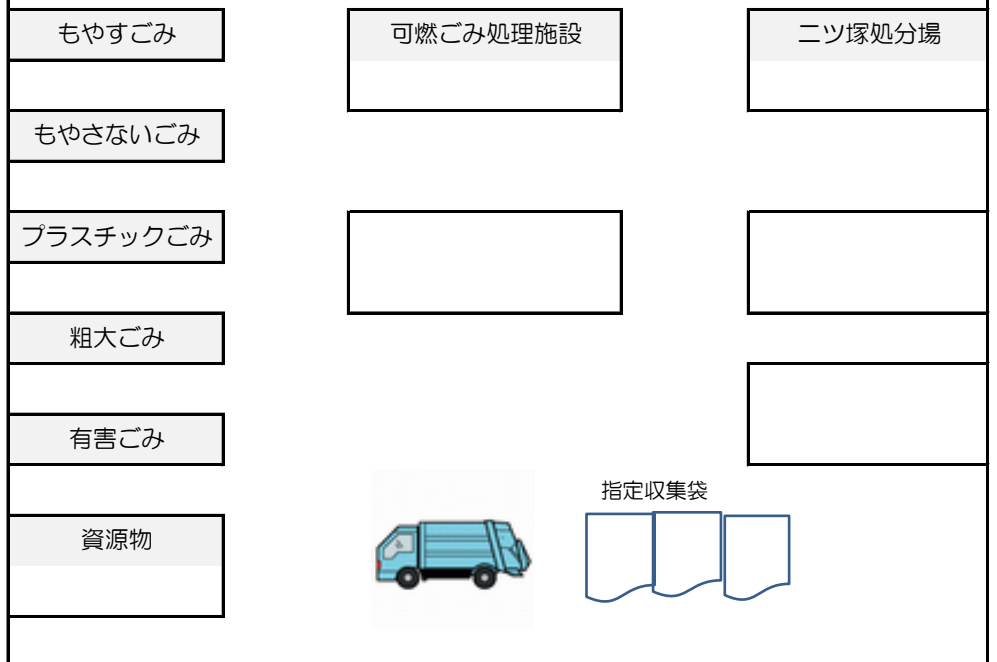 もやすごみ
可燃ごみ処理施設
二ツ塚処分場
もやさないごみ
プラスチックごみ
粗大ごみ
有害ごみ
指定収集袋
資源物